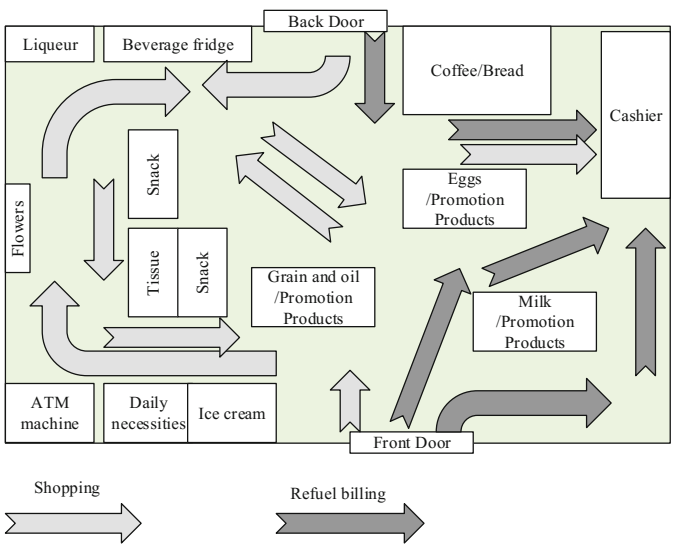 Back Door
Liqueur
Beverage fridge
Coffee/Bread
Cashier
Snack
Eggs
/Promotion
Products
Flowers
Tissue
Snack
Grain and oil
/Promotion
Products
Milk
/Promotion
Products
ATM
machine
Daily
necessities
Ice cream
Front Door
Shopping
Refuel billing